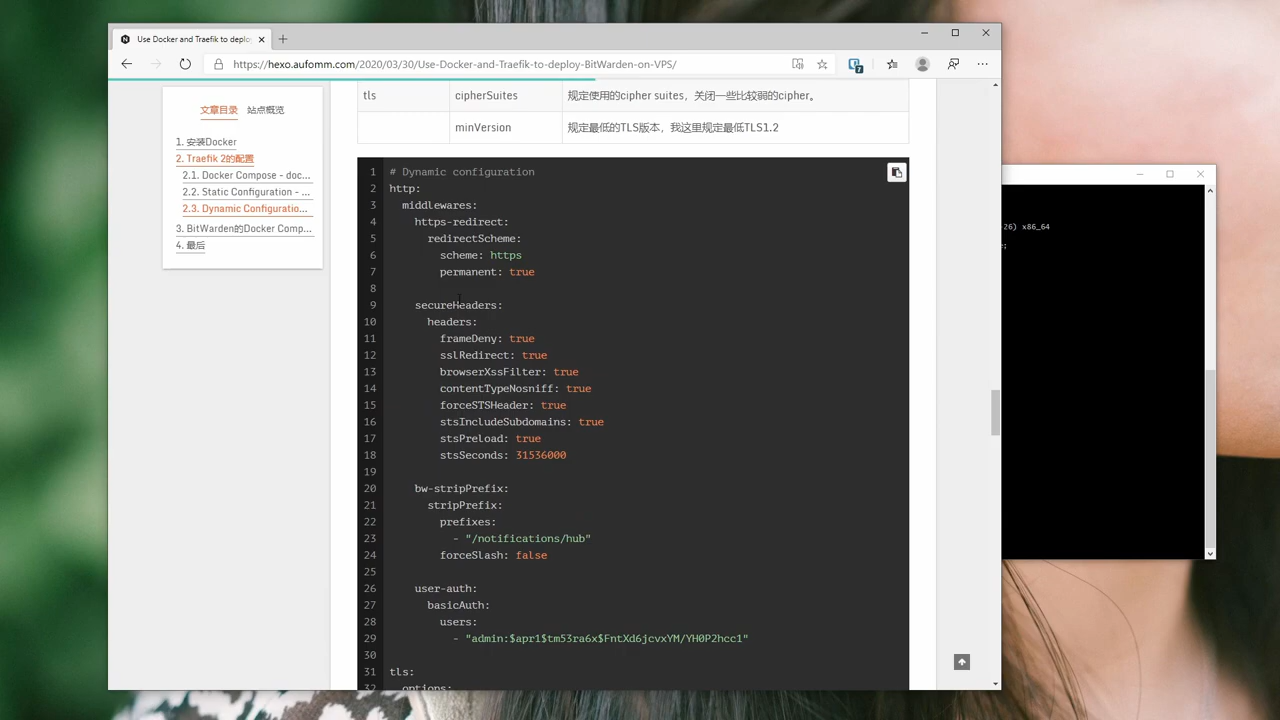 Use Docker and Traefik to deplo
https://hexo.aufomm.com/2020/03/30/Use-Docker-and-Traefik-to-deploy-BitWarden-on-VPS/
7
文章目录 站点概览
1. 安装Docker
2. Traefik 2的配置
2.1. Docker Compose - doc...
2.2. Static Configuration - ...
2.3. Dynamic Configuratio...
3. BitWarden的Docker Comp...
4. 最后
tls cipherSuites 规定使用的cipher suites，关闭一些比较弱的cipher。
minVersion 规定最低的TLS版本，我这里规定最低TLS1.2
1 # Dynamic configuration
2 http:
3 middlewares:
4 https-redirect:
5 redirectScheme:
6 scheme: https
7 permanent: true
8
9 secureHeaders:
10 headers:
11 frameDeny: true
12 sslRedirect: true
13 browserXssFilter: true
14 contentTypeNosniff: true
15 forceSTSHeader: true
16 stsIncludeSubdomains: true
17 stsPreload: true
18 stsSeconds: 31536000
19
20 bw-stripPrefix:
21 stripPrefix:
22 prefixes:
23 - "/notifications/hub"
24 forceSlash: false
25
26 user-auth:
27 basicAuth:
28 users:
29 - "admin:$apr1$tm53ra6x$FntXd6jcvxYM/YH0P2hcc1"
30
31 tls:
32 options:
26) x86_64